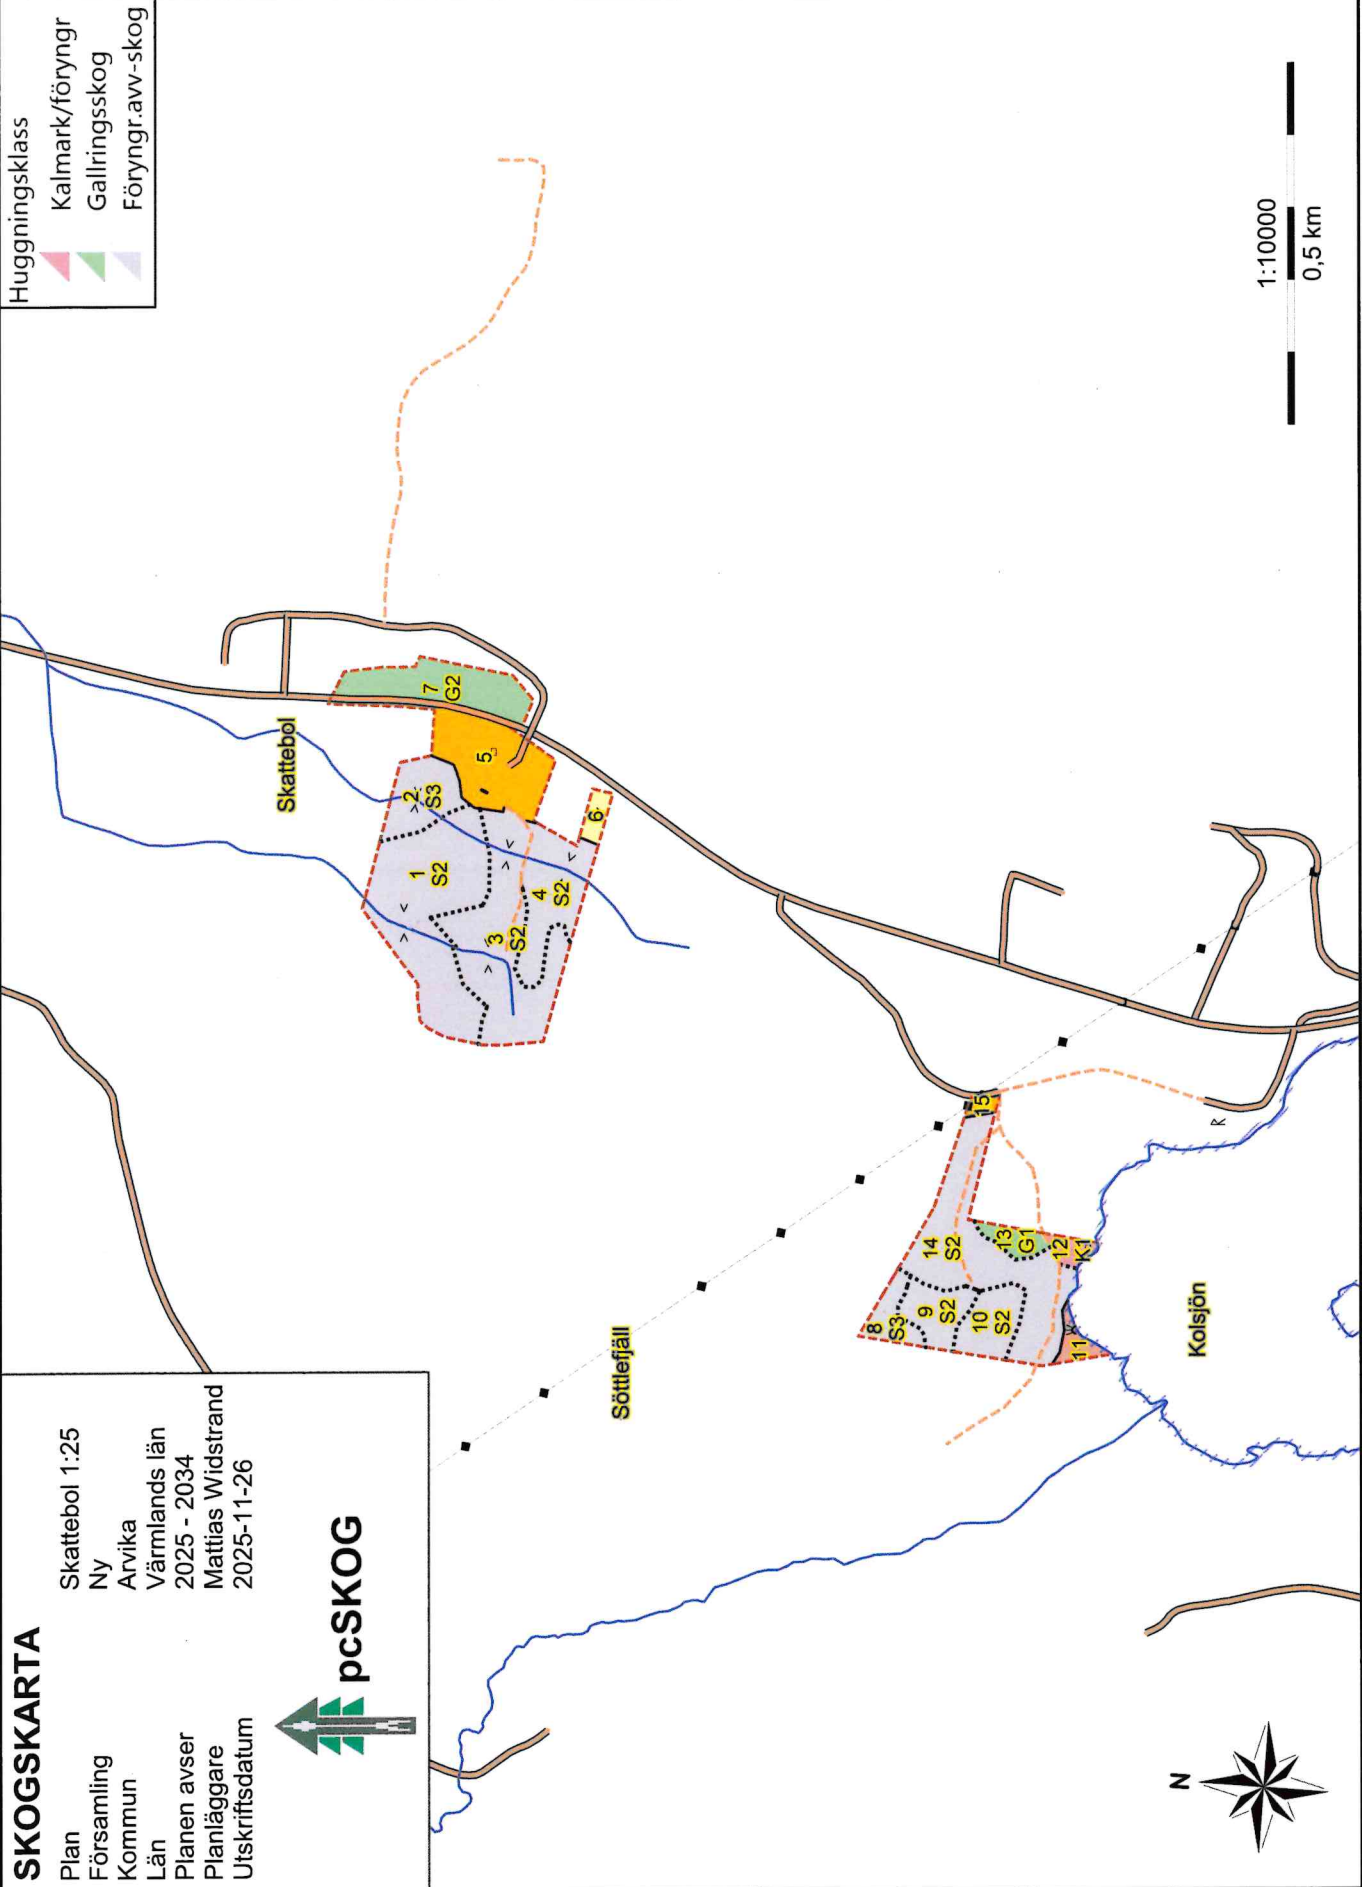 SKOGSKARTA
Plan Skattebol 1:25
Församling Ny
Kommun Arvika
Län Värmlands län
Planen avser 2025 - 2034
Planläggare Mattias Widstrand
Utskriftsdatum 2025-11-26
pcSKOG
Huggningsklass
Kalmark/föryngr
Gallringsskog
Föryngr.avv-skog
Skattebol
1
S2
2
S3
3
S2
4
S2
5
6
7
G2
Söttlefjäll
8
S3
9
S2
10
S2
11
12
K1
13
G1
14
S2
15
R
Kolsjön
N
1:10000
0,5 km